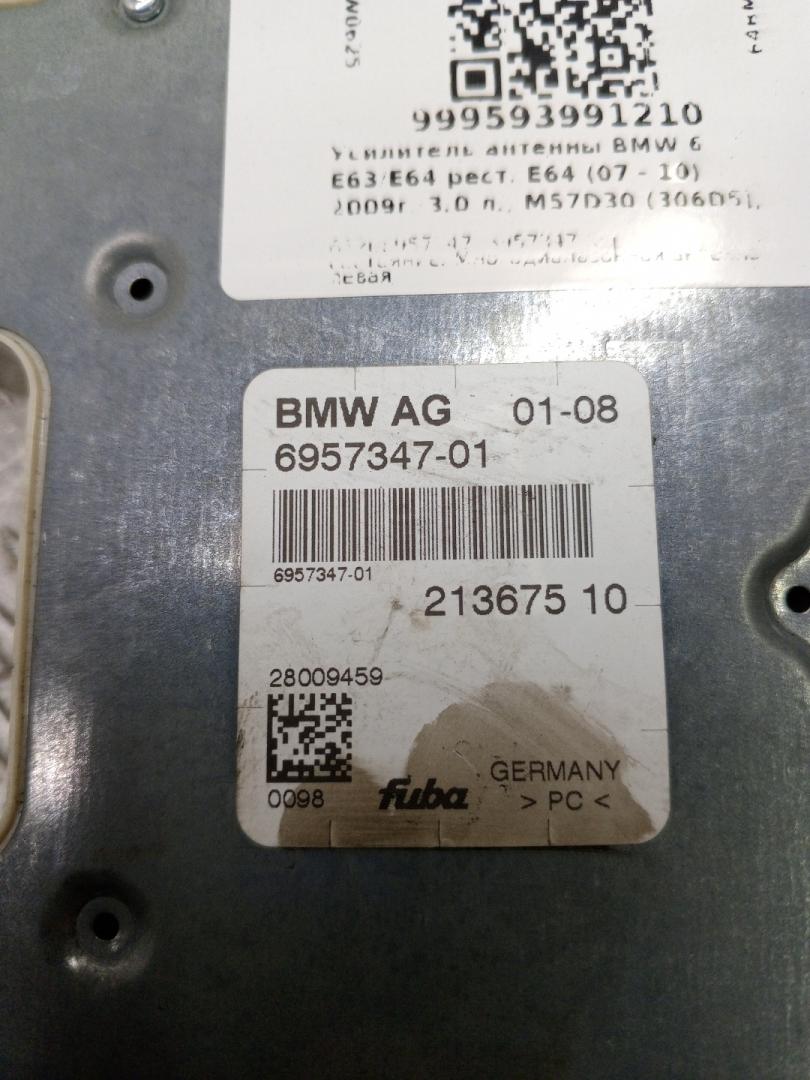 W0625
999593991210
Усилитель антенны BMW 6
E63/E64 рест. E64 (07 - 10)
2009г. 3.0 л., M57D30 (306D5),
левая
BMW AG 01-08
6957347-01
6957347-01
213675 10
28009459
0098
fuba
GERMANY
> PC <